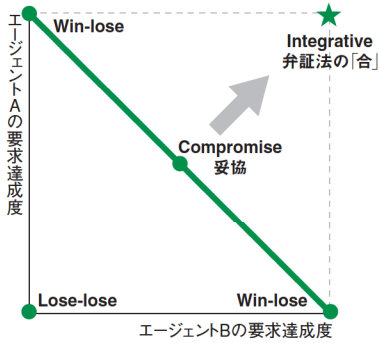 Win-lose
Integrative
弁証法の「合」
エージェントAの要求達成度
Compromise
妥協
Lose-lose
Win-lose
エージェントBの要求達成度